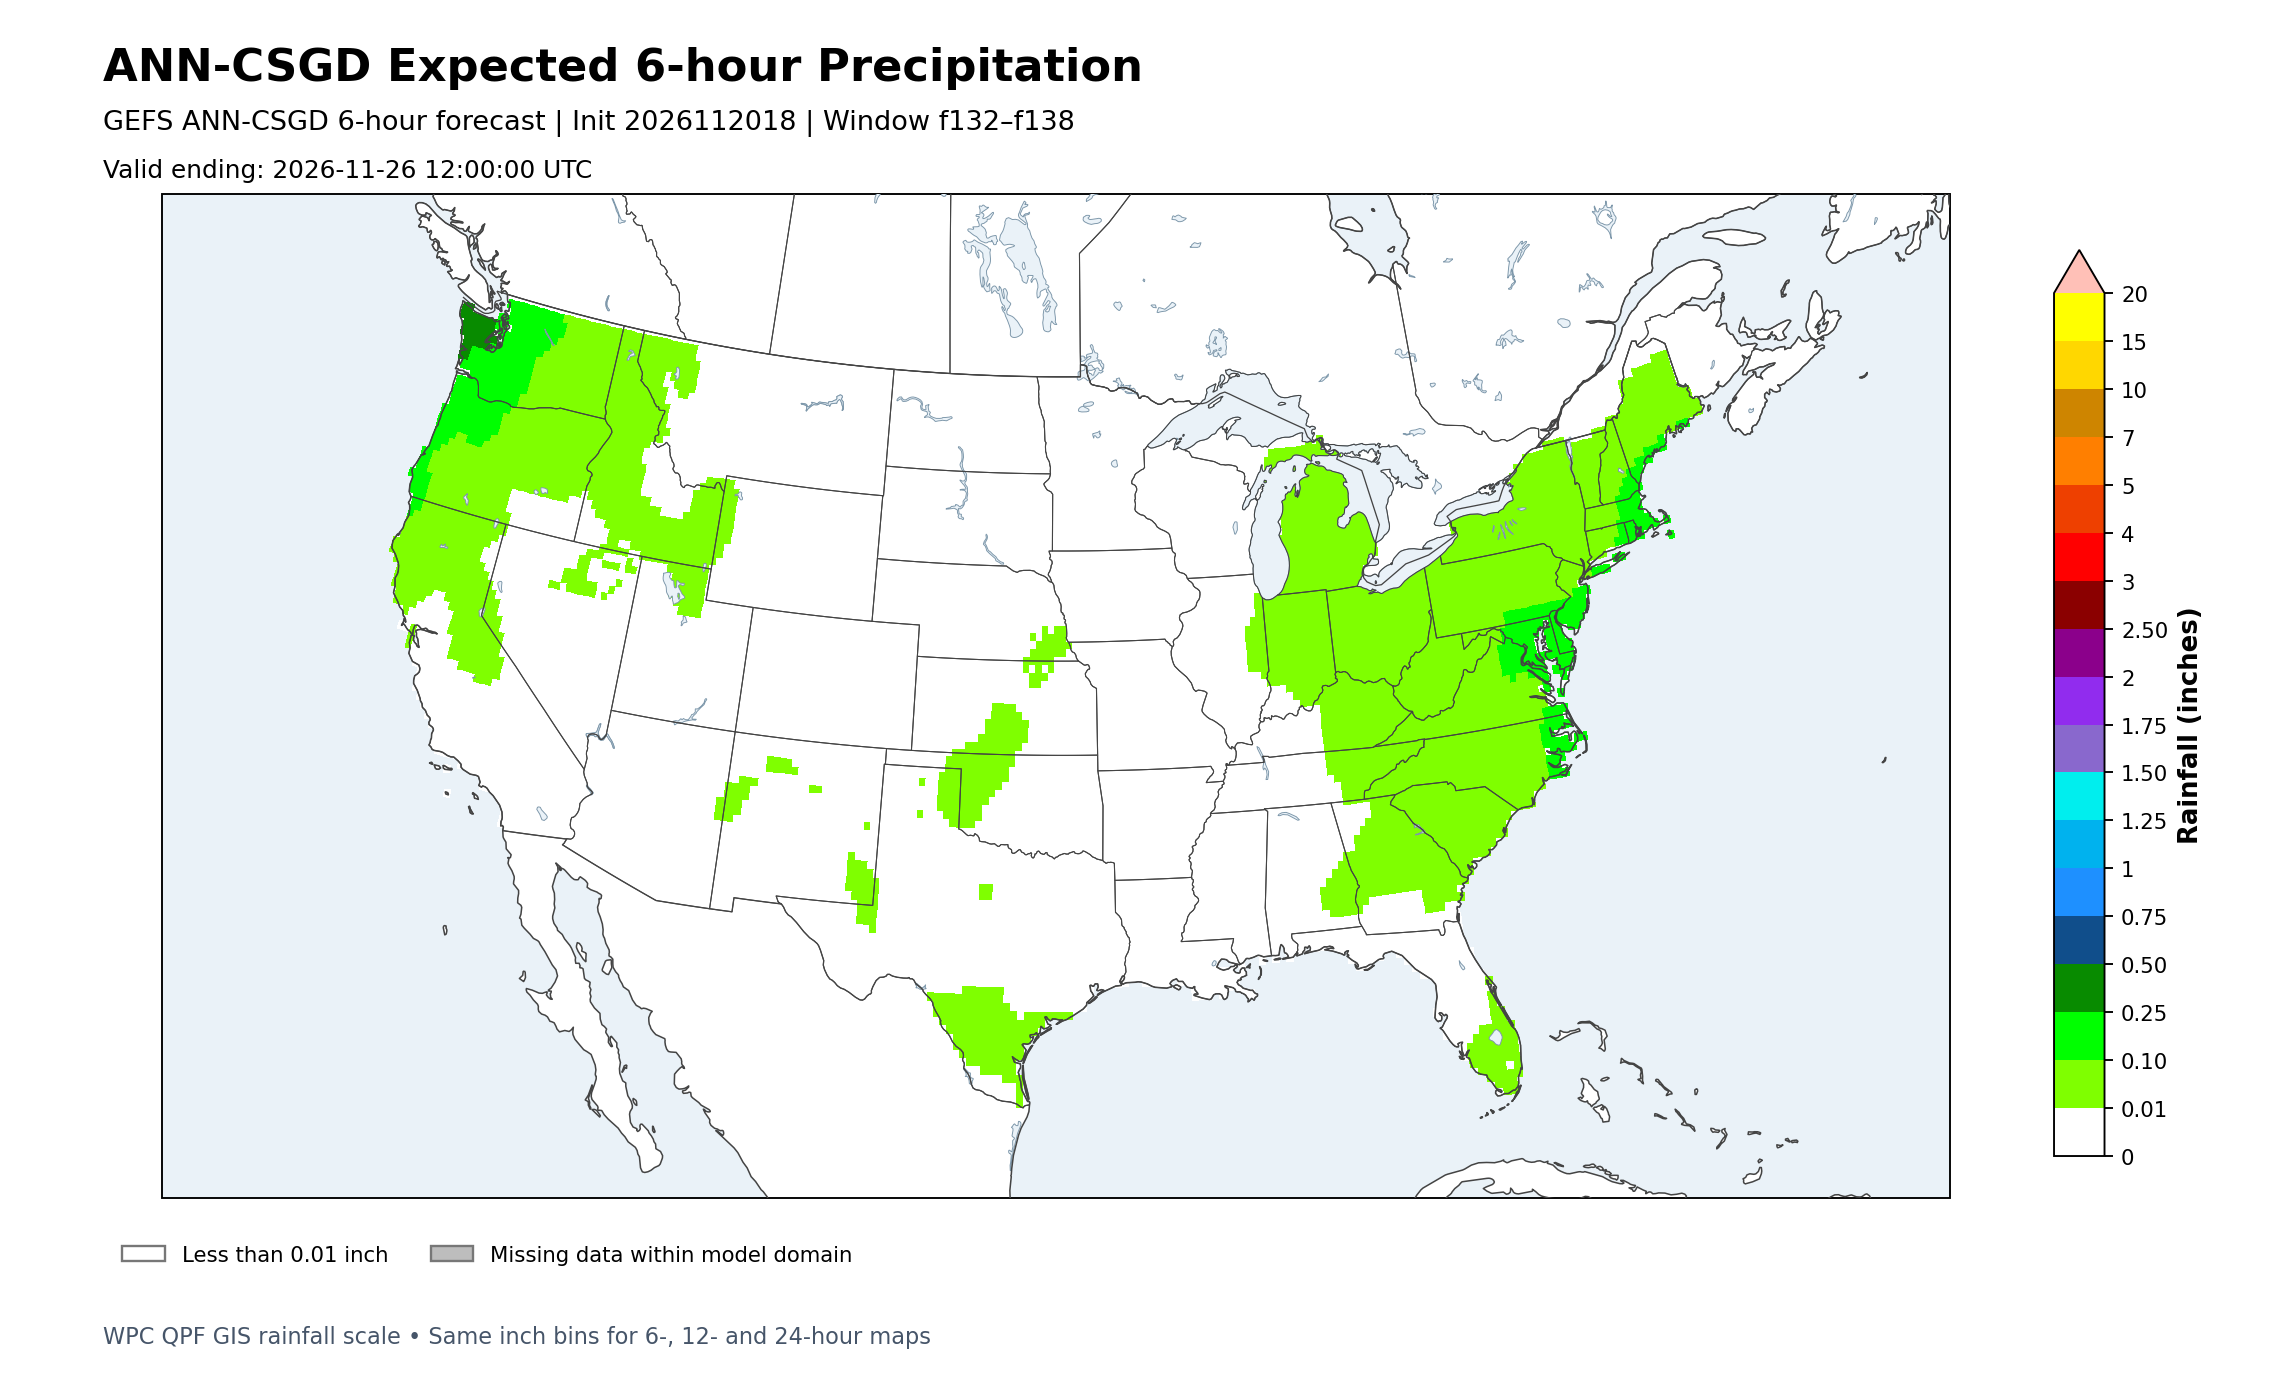 ANN-CSGD Expected 6-hour Precipitation
GEFS ANN-CSGD 6-hour forecast | Init 2026112018 | Window f132–f138
Valid ending: 2026-11-26 12:00:00 UTC
20
15
10
7
5
4
3
2.50
2
1.75
1.50
1.25
1
0.75
0.50
0.25
0.10
0.01
0
Rainfall (inches)
Less than 0.01 inch
Missing data within model domain
WPC QPF GIS rainfall scale • Same inch bins for 6-, 12- and 24-hour maps